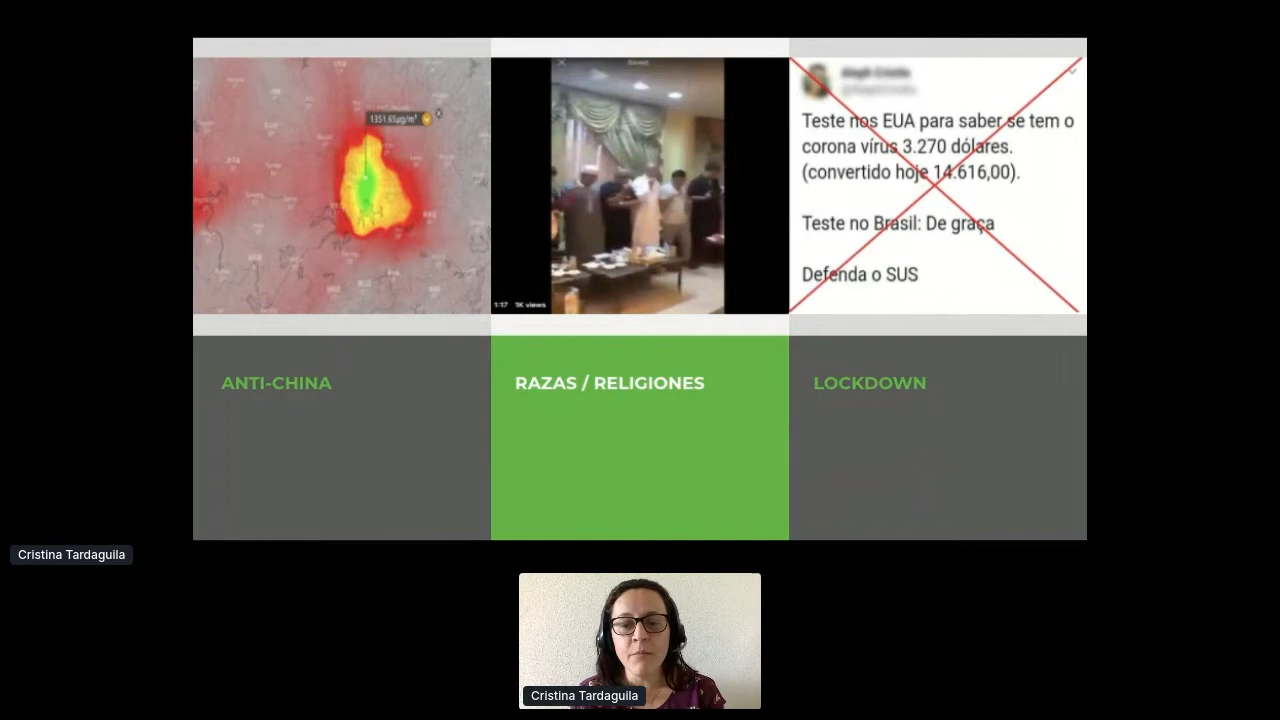 1351.65µg/m³
1:17 1K views
Teste nos EUA para saber se tem o
corona vírus 3.270 dólares.
(convertido hoje 14.616,00).
Teste no Brasil: De graça
Defenda o SUS
ANTI-CHINA
RAZAS / RELIGIONES
LOCKDOWN
Cristina Tardaguila
Cristina Tardaguila